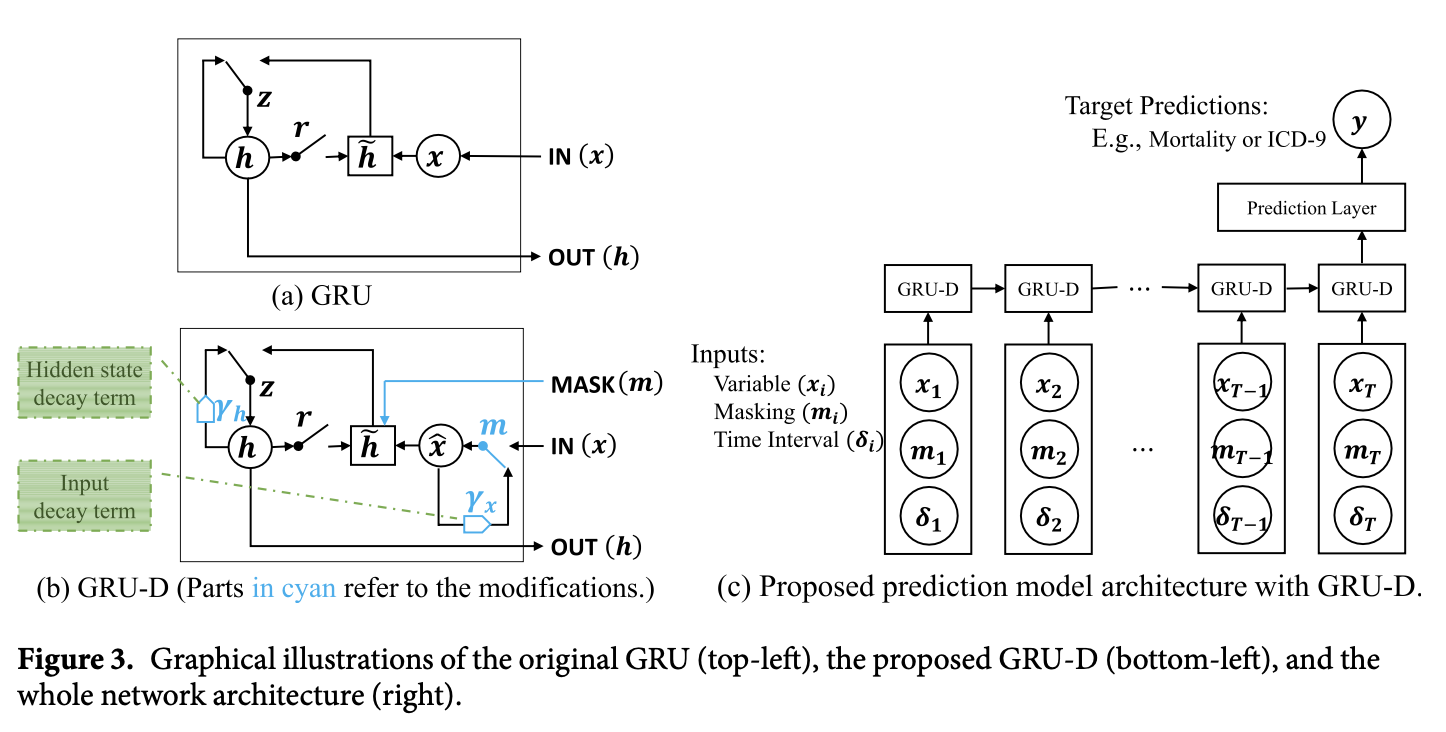 z
r
h
h̃
x
IN (x)
OUT (h)
(a) GRU
Hidden state
decay term
Input
decay term
z
γh
r
h
h̃
x̂
m
γx
MASK(m)
IN (x)
OUT (h)
(b) GRU-D (Parts in cyan refer to the modifications.)
Target Predictions:
E.g., Mortality or ICD-9
y
Prediction Layer
GRU-D GRU-D ... GRU-D GRU-D
Inputs:
Variable (xi)
Masking (mi)
Time Interval (δi)
x1 x2 xT−1 xT
m1 m2 ... mT−1 mT
δ1 δ2 δT−1 δT
(c) Proposed prediction model architecture with GRU-D.
Figure 3. Graphical illustrations of the original GRU (top-left), the proposed GRU-D (bottom-left), and the
whole network architecture (right).